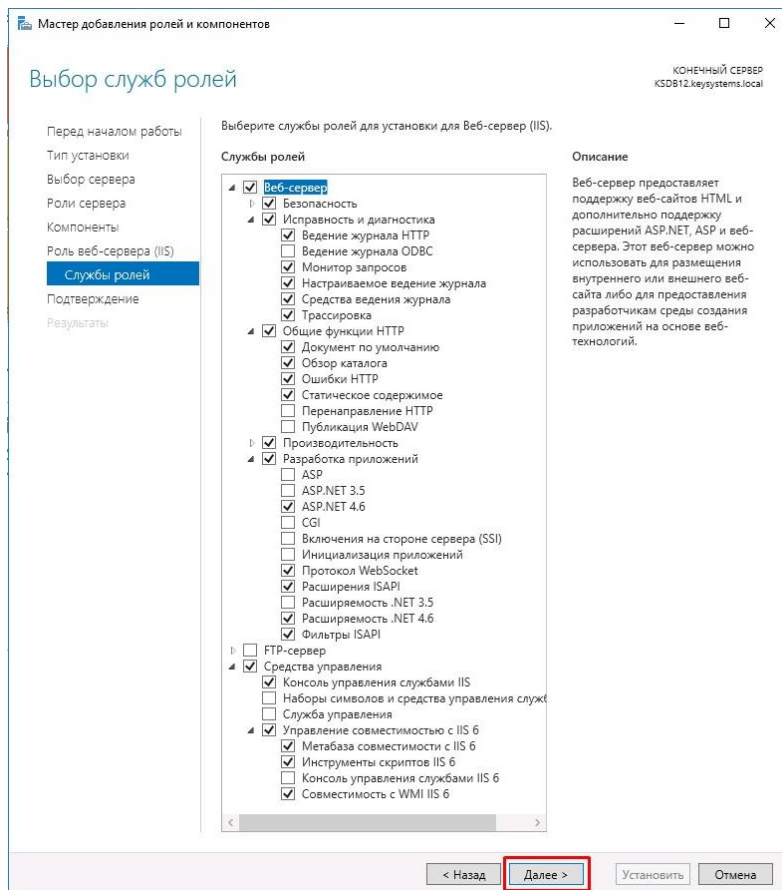 Мастер добавления ролей и компонентов
Выбор служб ролей
КОНЕЧНЫЙ СЕРВЕР
KSDB12.keysystems.local
Перед началом работы
Тип установки
Выбор сервера
Роли сервера
Компоненты
Роль веб-сервера (IIS)
Службы ролей
Подтверждение
Результаты
Выберите службы ролей для установки для Веб-сервер (IIS).
Службы ролей
Веб-сервер
Безопасность
Исправность и диагностика
Ведение журнала HTTP
Ведение журнала ODBC
Монитор запросов
Настраиваемое ведение журнала
Средства ведения журнала
Трассировка
Общие функции HTTP
Документ по умолчанию
Обзор каталога
Ошибки HTTP
Статическое содержимое
Перенаправление HTTP
Публикация WebDAV
Производительность
Разработка приложений
ASP
ASP.NET 3.5
ASP.NET 4.6
CGI
Включения на стороне сервера (SSI)
Инициализация приложений
Протокол WebSocket
Расширения ISAPI
Расширяемость .NET 3.5
Расширяемость .NET 4.6
Фильтры ISAPI
FTP-сервер
Средства управления
Консоль управления службами IIS
Наборы символов и средства управления служб
Служба управления
Управление совместимостью с IIS 6
Метабаза совместимости с IIS 6
Инструменты скриптов IIS 6
Консоль управления службами IIS 6
Совместимость с WMI IIS 6
Описание
Веб-сервер предоставляет
поддержку веб-сайтов HTML и
дополнительно поддержку
расширений ASP.NET, ASP и веб-
сервера. Этот веб-сервер можно
использовать для размещения
внутреннего или внешнего веб-
сайта либо для предоставления
разработчикам среды создания
приложений на основе веб-
технологий.
< Назад
Далее >
Установить
Отмена